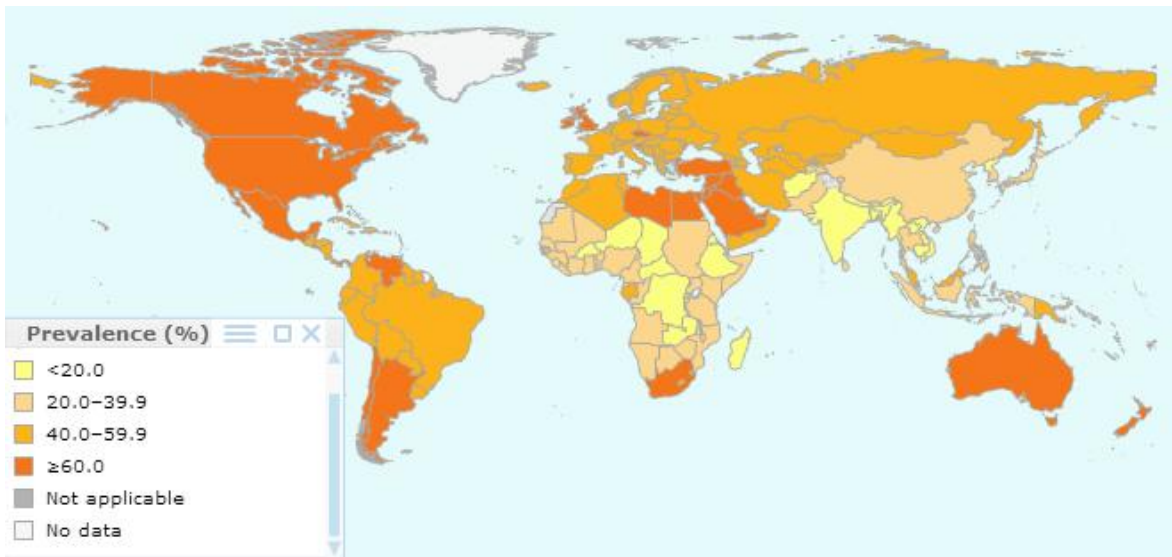 Prevalence (%)
<20.0
20.0–39.9
40.0–59.9
≥60.0
Not applicable
No data